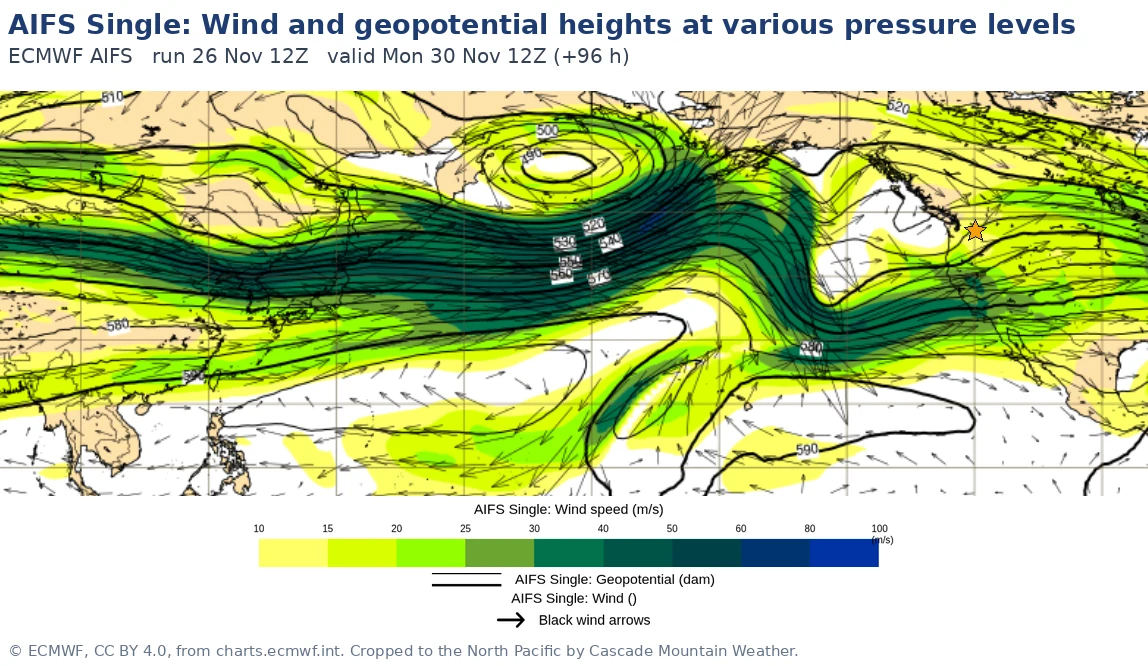 AIFS Single: Wind and geopotential heights at various pressure levels
ECMWF AIFS run 26 Nov 12Z valid Mon 30 Nov 12Z (+96 h)
510
520
500
490
520
530
540
560
570
580
580
590
AIFS Single: Wind speed (m/s)
10 15 20 25 30 40 50 60 80 100
(m/s)
AIFS Single: Geopotential (dam)
AIFS Single: Wind ()
Black wind arrows
© ECMWF, CC BY 4.0, from charts.ecmwf.int. Cropped to the North Pacific by Cascade Mountain Weather.